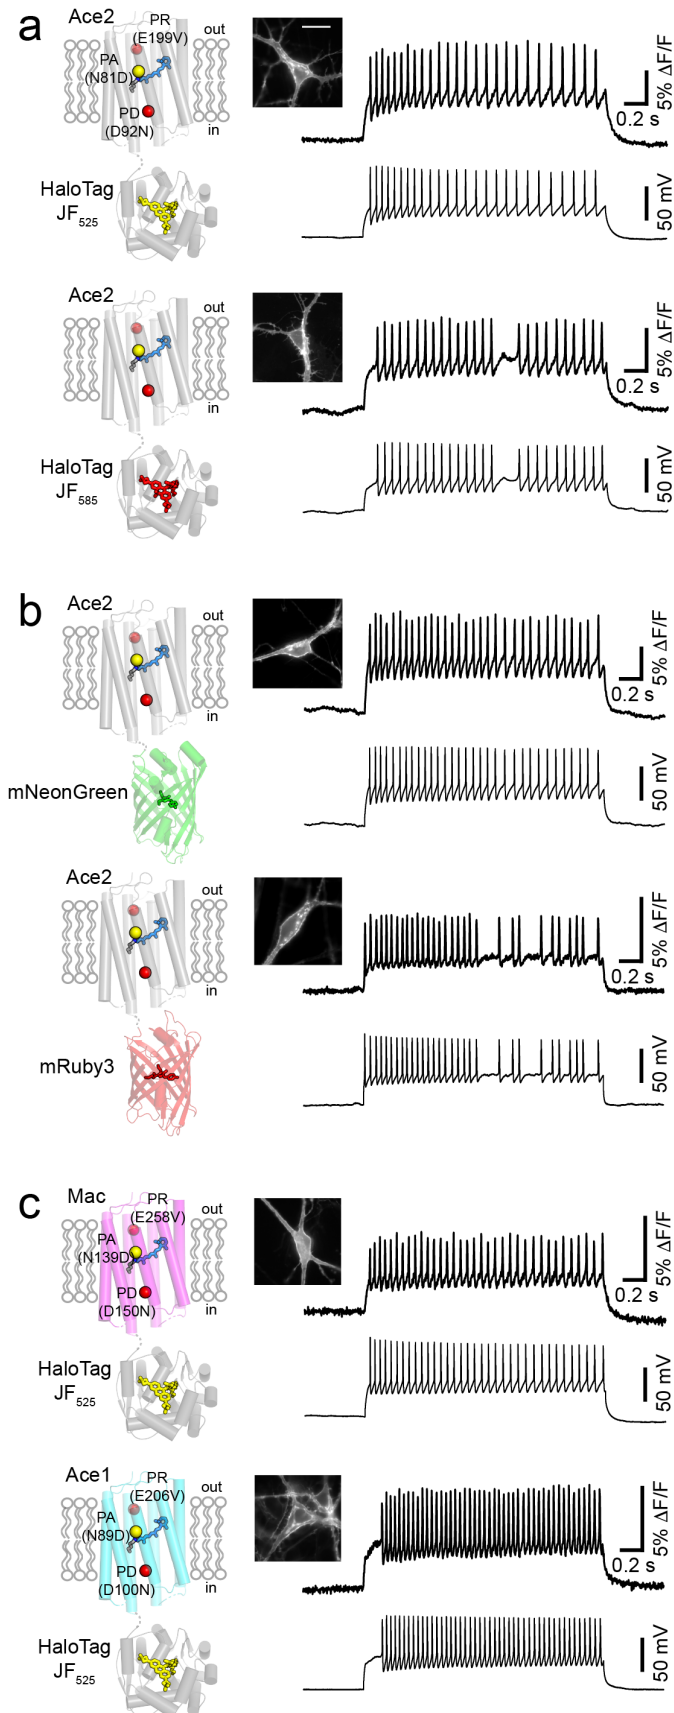 a
Ace2
PR
(E199V)
out
PA
(N81D)
PD
(D92N)
in
HaloTag
JF525
5% ΔF/F
0.2 s
50 mV
Ace2
out
in
HaloTag
JF585
5% ΔF/F
0.2 s
50 mV
b
Ace2
out
in
mNeonGreen
5% ΔF/F
0.2 s
50 mV
Ace2
out
in
mRuby3
5% ΔF/F
0.2 s
50 mV
c
Mac
PR
(E258V)
out
PA
(N139D)
PD
(D150N)
in
HaloTag
JF525
5% ΔF/F
0.2 s
50 mV
Ace1
PR
(E206V)
out
PA
(N89D)
PD
(D100N)
in
HaloTag
JF525
5% ΔF/F
0.2 s
50 mV